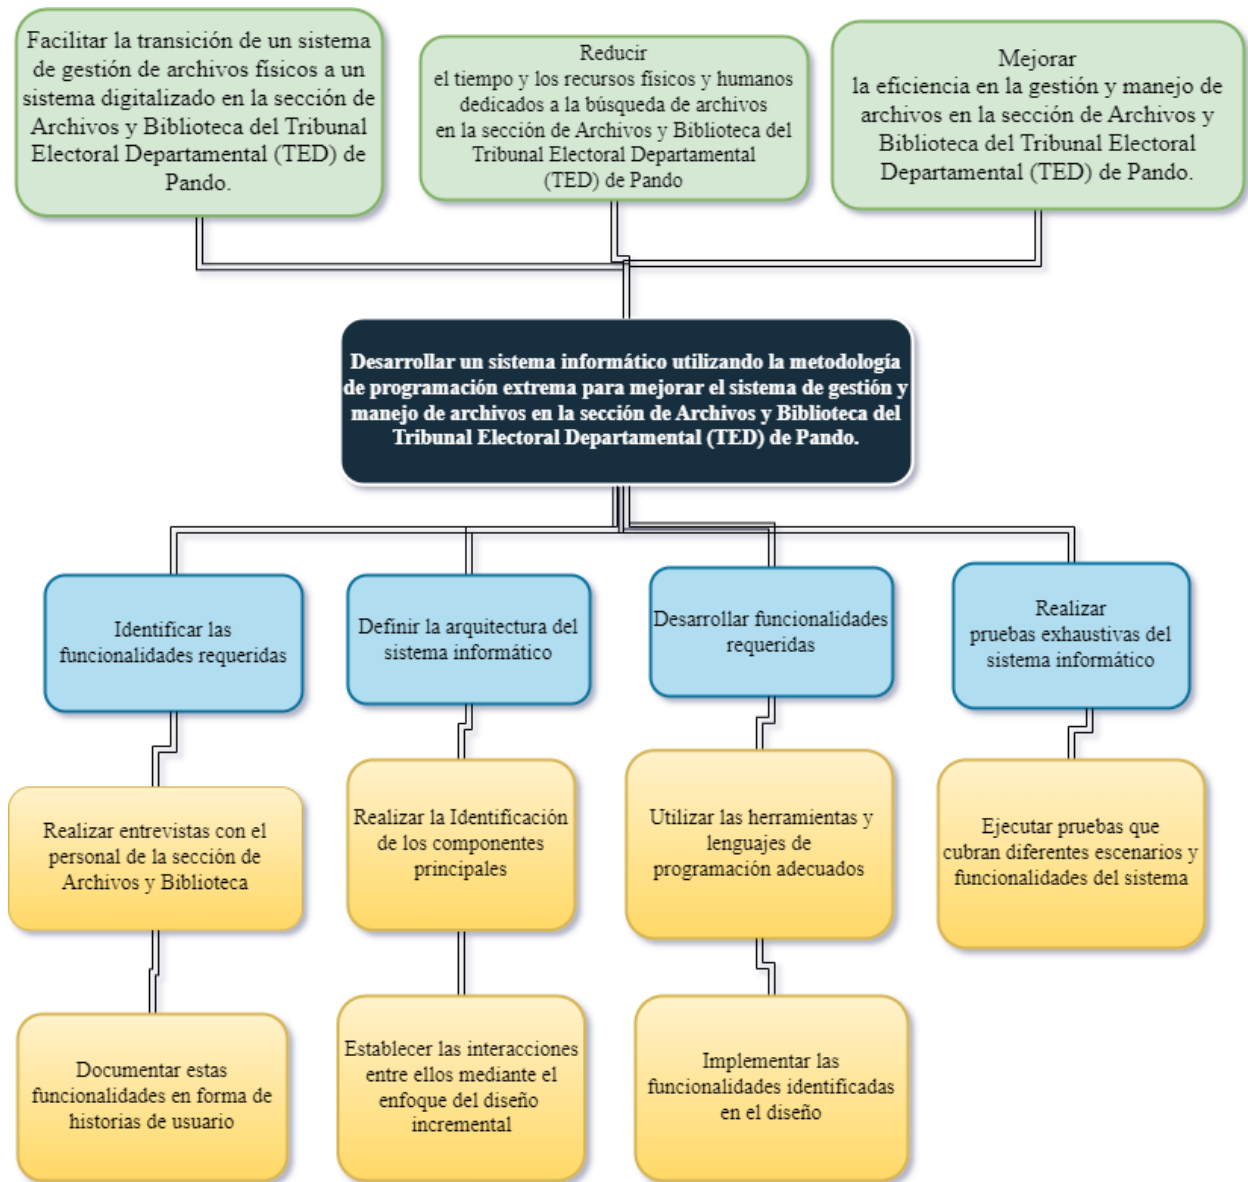 Facilitar la transición de un sistema
de gestión de archivos físicos a un
sistema digitalizado en la sección de
Archivos y Biblioteca del Tribunal
Electoral Departamental (TED) de
Pando.
Reducir
el tiempo y los recursos físicos y humanos
dedicados a la búsqueda de archivos
en la sección de Archivos y Biblioteca del
Tribunal Electoral Departamental
(TED) de Pando
Mejorar
la eficiencia en la gestión y manejo de
archivos en la sección de Archivos y
Biblioteca del Tribunal Electoral
Departamental (TED) de Pando.
Desarrollar un sistema informático utilizando la metodología
de programación extrema para mejorar el sistema de gestión y
manejo de archivos en la sección de Archivos y Biblioteca del
Tribunal Electoral Departamental (TED) de Pando.
Identificar las
funcionalidades requeridas
Definir la arquitectura del
sistema informático
Desarrollar funcionalidades
requeridas
Realizar
pruebas exhaustivas del
sistema informático
Realizar entrevistas con el
personal de la sección de
Archivos y Biblioteca
Realizar la Identificación
de los componentes
principales
Utilizar las herramientas y
lenguajes de
programación adecuados
Ejecutar pruebas que
cubran diferentes escenarios y
funcionalidades del sistema
Documentar estas
funcionalidades en forma de
historias de usuario
Establecer las interacciones
entre ellos mediante el
enfoque del diseño
incremental
Implementar las
funcionalidades identificadas
en el diseño